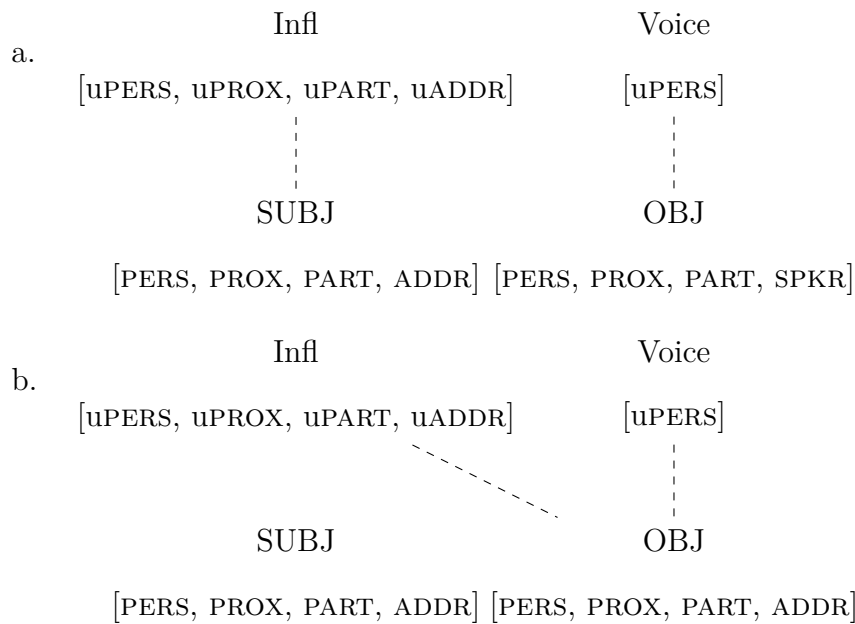 Infl Voice
a.
[uPERS, uPROX, uPART, uADDR] [uPERS]
SUBJ OBJ
[PERS, PROX, PART, ADDR] [PERS, PROX, PART, SPKR]
Infl Voice
b.
[uPERS, uPROX, uPART, uADDR] [uPERS]
SUBJ OBJ
[PERS, PROX, PART, ADDR] [PERS, PROX, PART, ADDR]